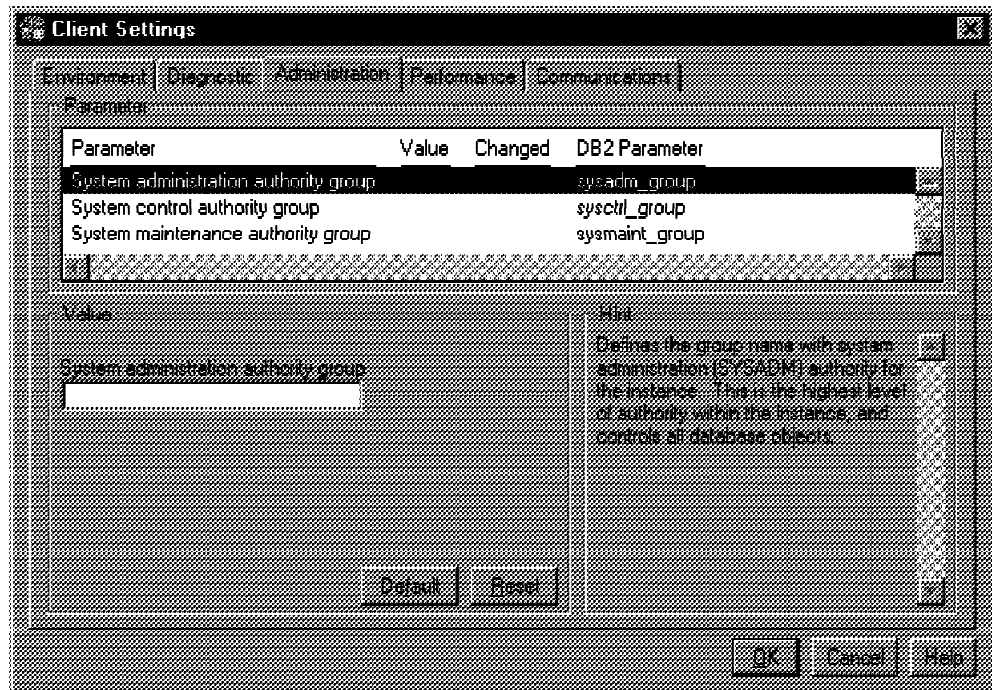 Client Settings
Environment Diagnostic Administration Performance Communications
Parameter
Parameter Value Changed DB2 Parameter
System administration authority group sysadm_group
System control authority group sysctrl_group
System maintenance authority group sysmaint_group
Value
System administration authority group
Default Reset
Hint
Defines the group name with system
administration (SYSADM) authority for
the instance. This is the highest level
of authority within the instance, and
controls all database objects.
OK Cancel Help